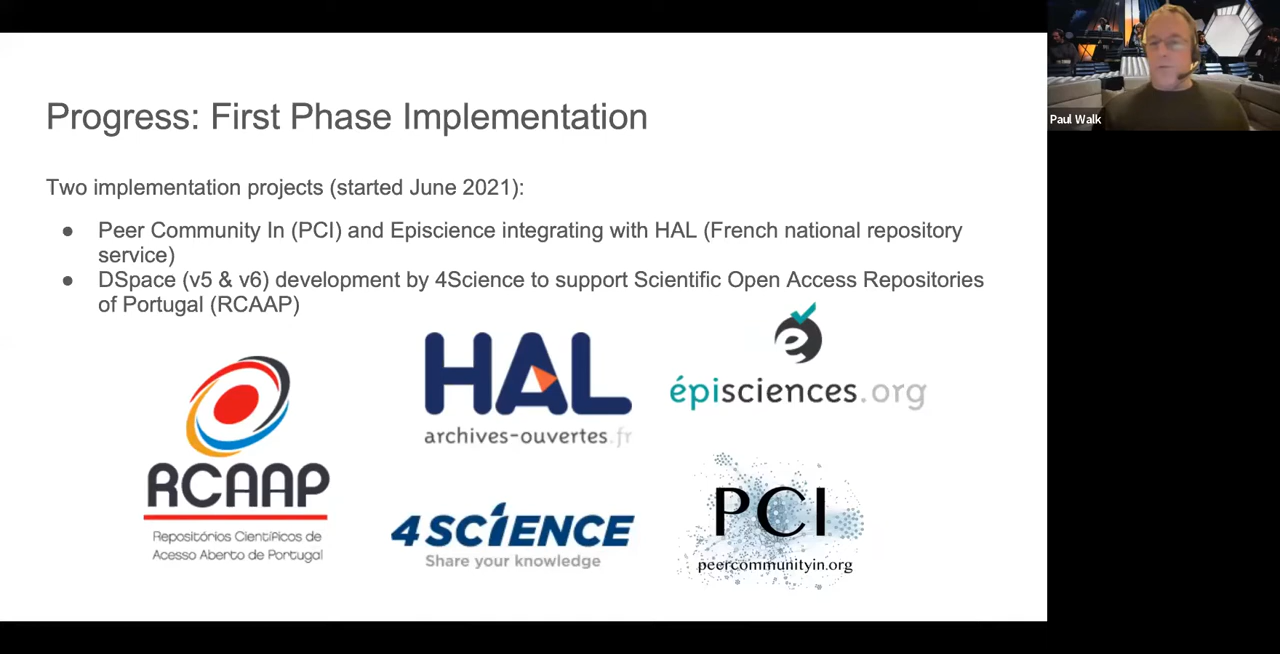 Progress: First Phase Implementation
Paul Walk
Two implementation projects (started June 2021):
● Peer Community In (PCI) and Episcience integrating with HAL (French national repository
service)
● DSpace (v5 & v6) development by 4Science to support Scientific Open Access Repositories
of Portugal (RCAAP)
HAL
archives-ouvertes.fr
épisciences.org
RCAAP
Repositórios Científicos de
Acesso Aberto de Portugal
4SCIENCE
Share your knowledge
PCI
peercommunityin.org